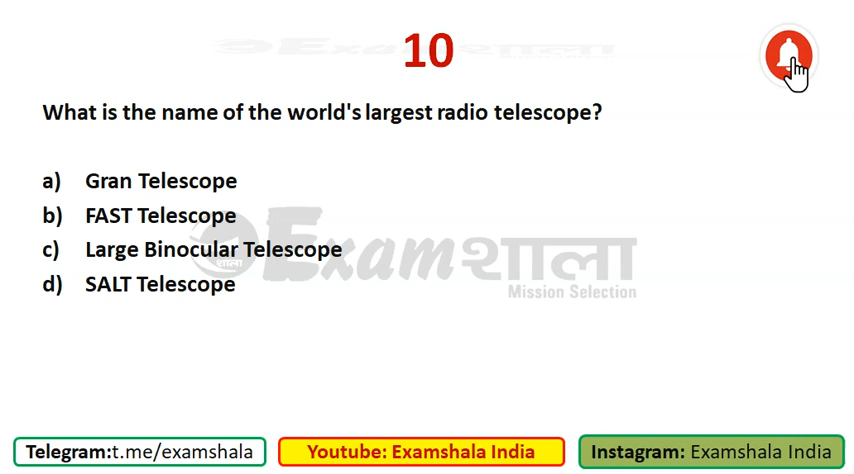 10
What is the name of the world's largest radio telescope?
a) Gran Telescope
b) FAST Telescope
c) Large Binocular Telescope
d) SALT Telescope
शाला Examशाला
Mission Selection
Telegram:t.me/examshala
Youtube: Examshala India
Instagram: Examshala India